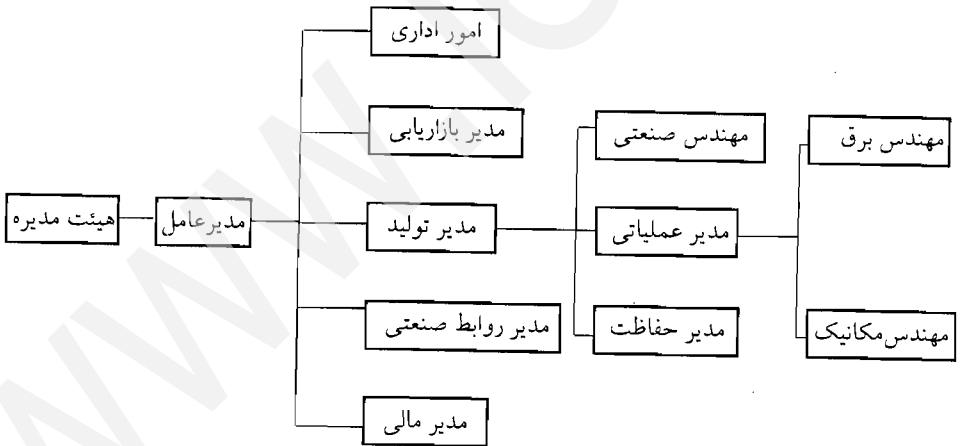 امور اداری
مدیر بازاریابی
مهندس صنعتی
مهندس برق
هیئت مدیره
مدیرعامل
مدیر تولید
مدیر عملیاتی
مدیر روابط صنعتی
مدیر حفاظت
مهندس مکانیک
مدیر مالی